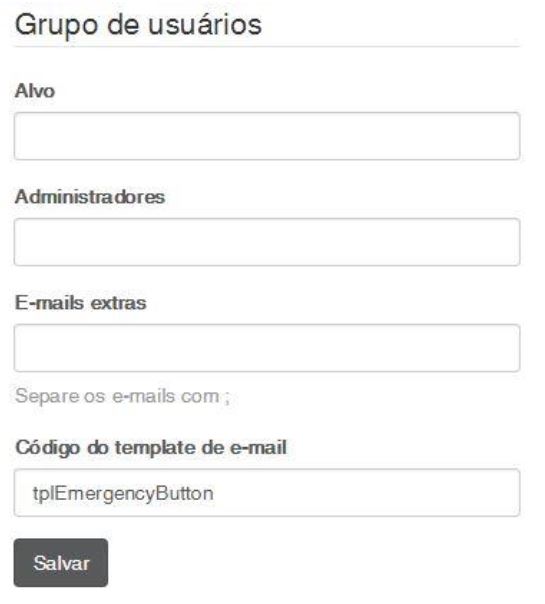 Grupo de usuários
Alvo
Administradores
E-mails extras
Separe os e-mails com ;
Código do template de e-mail
tplEmergencyButton
Salvar